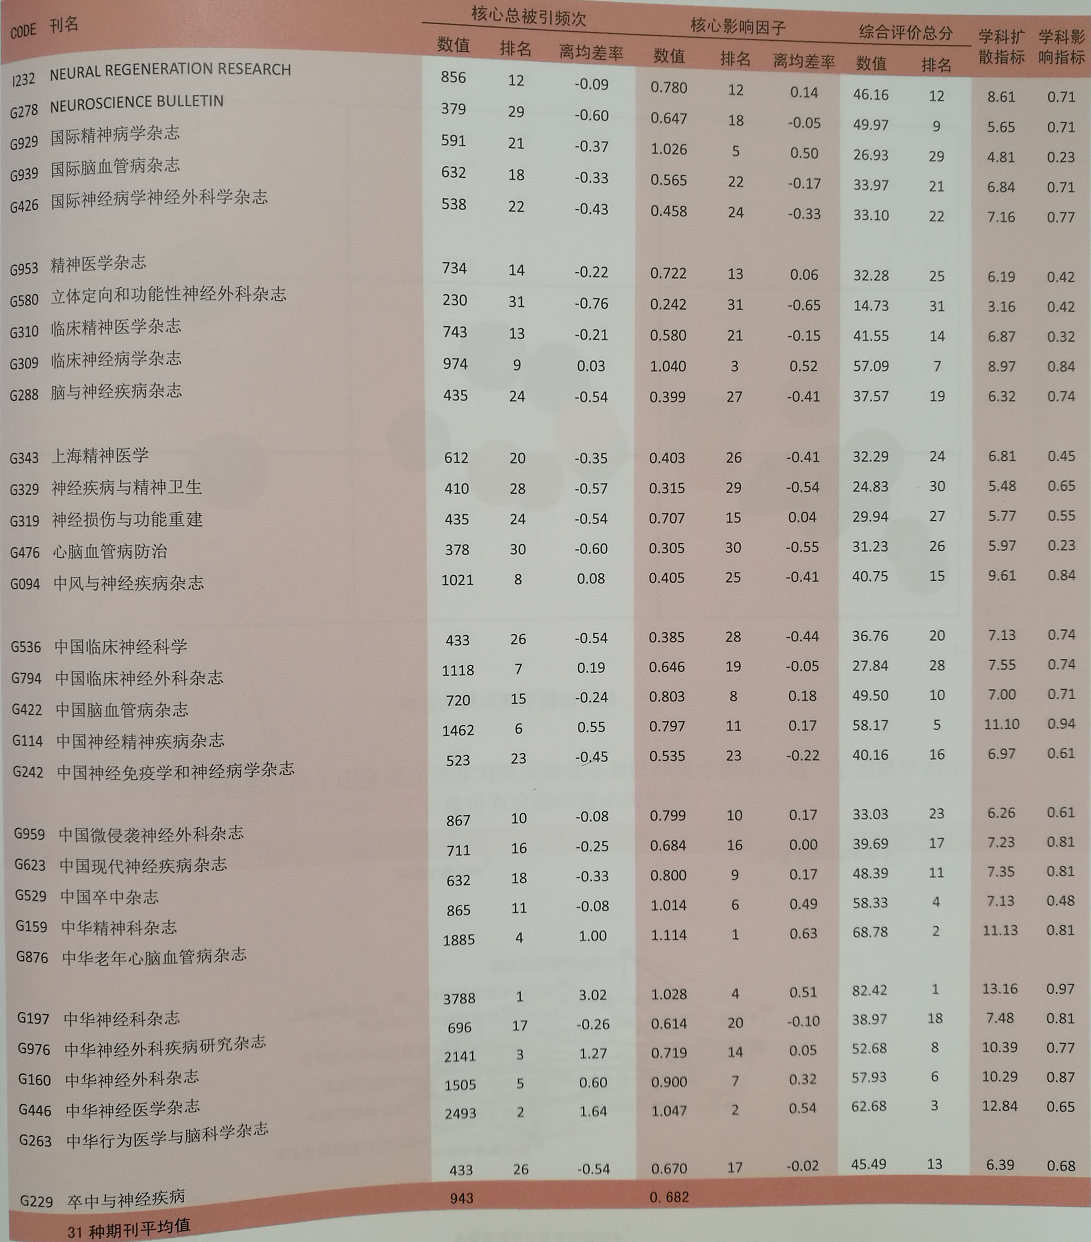 CODE 刊名 核心总被引频次 核心影响因子 综合评价总分 学科扩散指标 学科影响指标
数值 排名 离均差率 数值 排名 离均差率 数值 排名
I232 NEURAL REGENERATION RESEARCH 856 12 -0.09 0.780 12 0.14 46.16 12 8.61 0.71
G278 NEUROSCIENCE BULLETIN 379 29 -0.60 0.647 18 -0.05 49.97 9 5.65 0.71
G929 国际精神病学杂志 591 21 -0.37 1.026 5 0.50 26.93 29 4.81 0.23
G939 国际脑血管病杂志 632 18 -0.33 0.565 22 -0.17 33.97 21 6.84 0.71
G426 国际神经病学神经外科学杂志 538 22 -0.43 0.458 24 -0.33 33.10 22 7.16 0.77
G953 精神医学杂志 734 14 -0.22 0.722 13 0.06 32.28 25 6.19 0.42
G580 立体定向和功能性神经外科杂志 230 31 -0.76 0.242 31 -0.65 14.73 31 3.16 0.42
G310 临床精神医学杂志 743 13 -0.21 0.580 21 -0.15 41.55 14 6.87 0.32
G309 临床神经病学杂志 974 9 0.03 1.040 3 0.52 57.09 7 8.97 0.84
G288 脑与神经疾病杂志 435 24 -0.54 0.399 27 -0.41 37.57 19 6.32 0.74
G343 上海精神医学 612 20 -0.35 0.403 26 -0.41 32.29 24 6.81 0.45
G329 神经疾病与精神卫生 410 28 -0.57 0.315 29 -0.54 24.83 30 5.48 0.65
G319 神经损伤与功能重建 435 24 -0.54 0.707 15 0.04 29.94 27 5.77 0.55
G476 心脑血管病防治 378 30 -0.60 0.305 30 -0.55 31.23 26 5.97 0.23
G094 中风与神经疾病杂志 1021 8 0.08 0.405 25 -0.41 40.75 15 9.61 0.84
G536 中国临床神经科学 433 26 -0.54 0.385 28 -0.44 36.76 20 7.13 0.74
G794 中国临床神经外科杂志 1118 7 0.19 0.646 19 -0.05 27.84 28 7.55 0.74
G422 中国脑血管病杂志 720 15 -0.24 0.803 8 0.18 49.50 10 7.00 0.71
G114 中国神经精神疾病杂志 1462 6 0.55 0.797 11 0.17 58.17 5 11.10 0.94
G242 中国神经免疫学和神经病学杂志 523 23 -0.45 0.535 23 -0.22 40.16 16 6.97 0.61
G959 中国微侵袭神经外科杂志 867 10 -0.08 0.799 10 0.17 33.03 23 6.26 0.61
G623 中国现代神经疾病杂志 711 16 -0.25 0.684 16 0.00 39.69 17 7.23 0.81
G529 中国卒中杂志 632 18 -0.33 0.800 9 0.17 48.39 11 7.35 0.81
G159 中华精神科杂志 865 11 -0.08 1.014 6 0.49 58.33 4 7.13 0.48
G876 中华老年心脑血管病杂志 1885 4 1.00 1.114 1 0.63 68.78 2 11.13 0.81
G197 中华神经科杂志 3788 1 3.02 1.028 4 0.51 82.42 1 13.16 0.97
G976 中华神经外科疾病研究杂志 696 17 -0.26 0.614 20 -0.10 38.97 18 7.48 0.81
G160 中华神经外科杂志 2141 3 1.27 0.719 14 0.05 52.68 8 10.39 0.77
G446 中华神经医学杂志 1505 5 0.60 0.900 7 0.32 57.93 6 10.29 0.87
G263 中华行为医学与脑科学杂志 2493 2 1.64 1.047 2 0.54 62.68 3 12.84 0.65
G229 卒中与神经疾病 433 26 -0.54 0.670 17 -0.02 45.49 13 6.39 0.68
31 种期刊平均值 943 0.682